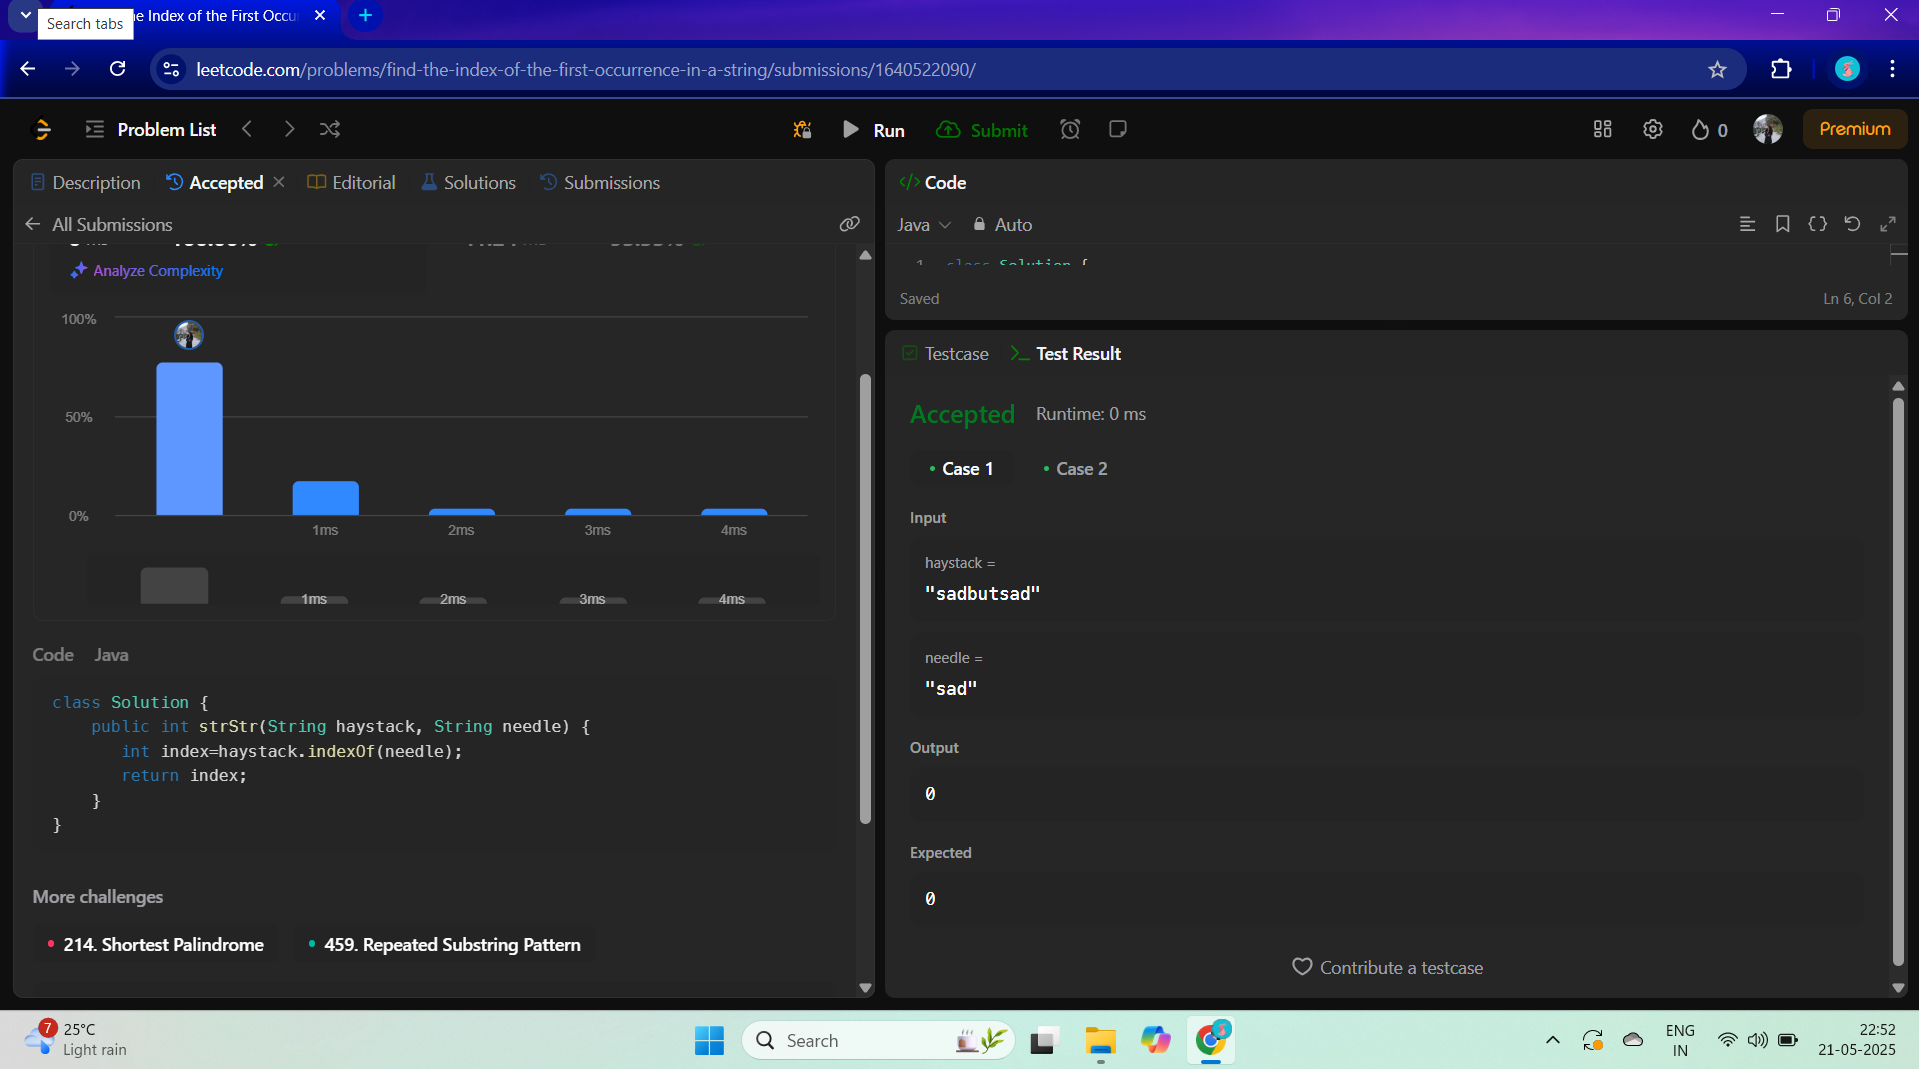 Search tabs
e Index of the First Occu
leetcode.com/problems/find-the-index-of-the-first-occurrence-in-a-string/submissions/1640522090/
Problem List
Run
Submit
0
Premium
Description
Accepted
Editorial
Solutions
Submissions
All Submissions
Analyze Complexity
100%
50%
0%
1ms
2ms
3ms
4ms
1ms
2ms
3ms
4ms
Code Java
class Solution {
public int strStr(String haystack, String needle) {
int index=haystack.indexOf(needle);
return index;
}
}
More challenges
214. Shortest Palindrome
459. Repeated Substring Pattern
</> Code
Java
Auto
1 class Solution {
Saved
Ln 6, Col 2
Testcase
Test Result
Accepted
Runtime: 0 ms
Case 1
Case 2
Input
haystack =
"sadbutsad"
needle =
"sad"
Output
0
Expected
0
Contribute a testcase
7
25°C
Light rain
Search
ENG
IN
22:52
21-05-2025